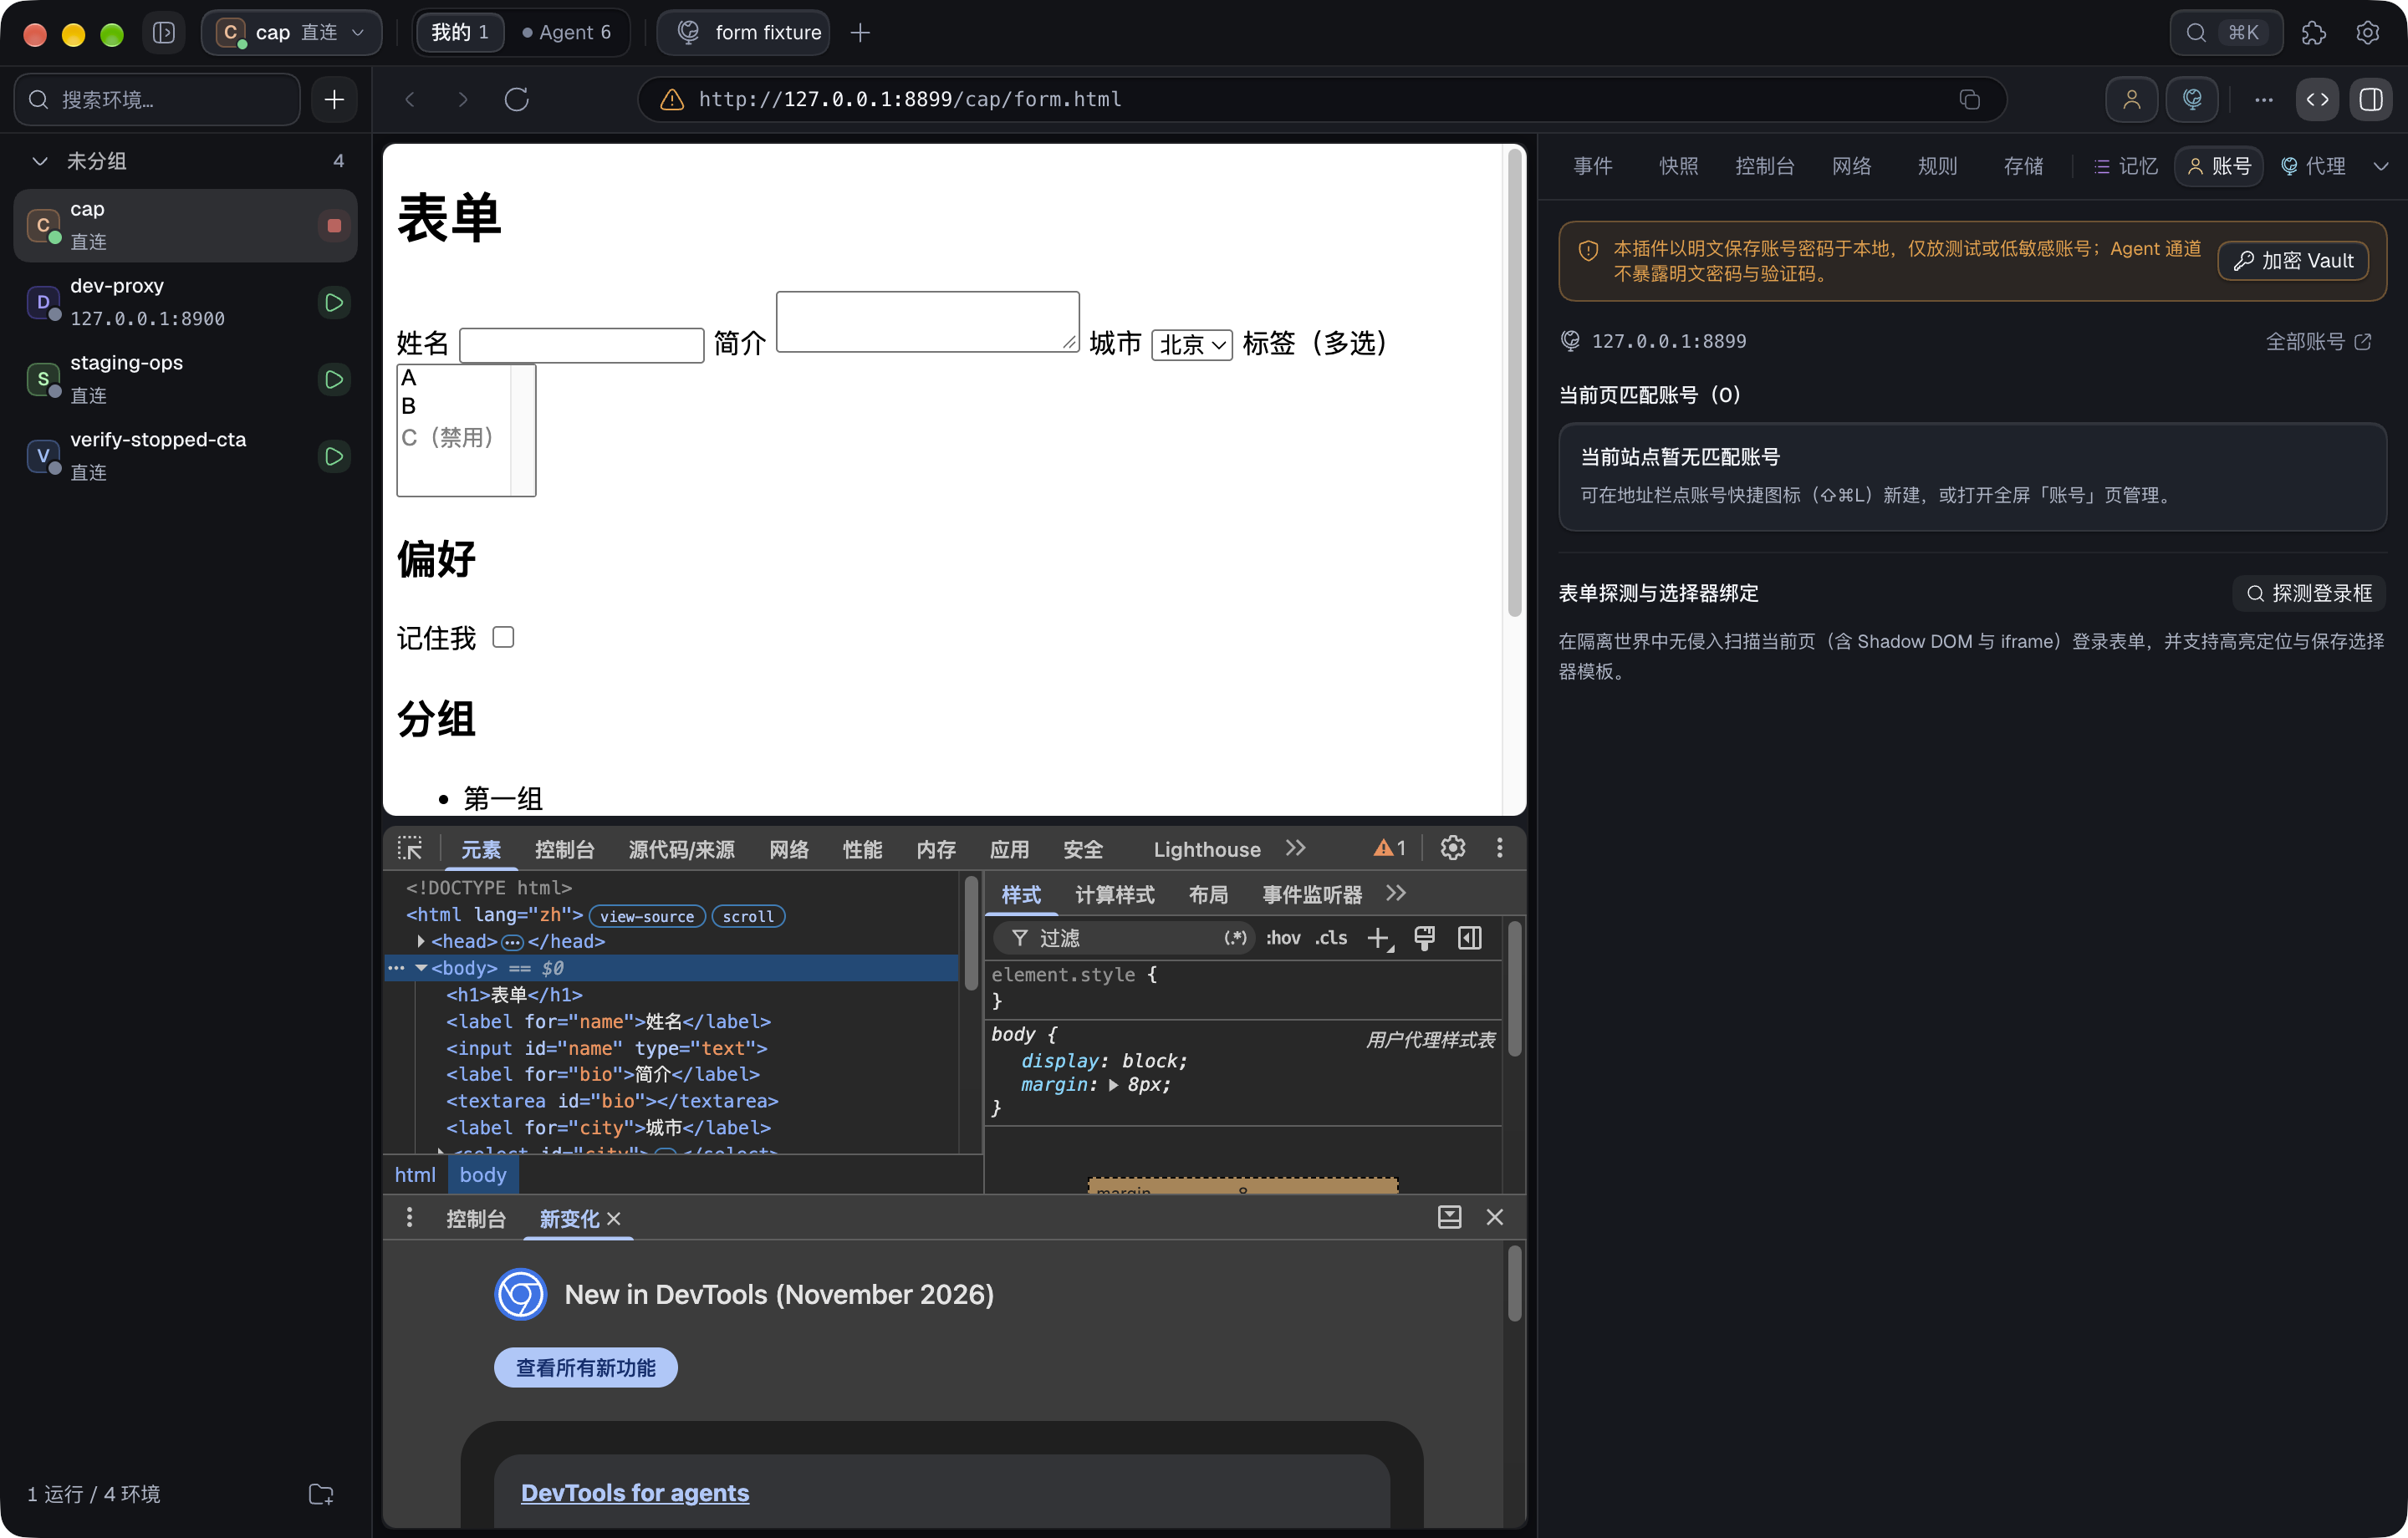 C cap 直连
我的 1
Agent 6
form fixture
⌘K
搜索环境...
http://127.0.0.1:8899/cap/form.html
未分组 4
C cap
直连
D dev-proxy
127.0.0.1:8900
S staging-ops
直连
V verify-stopped-cta
直连
1 运行 / 4 环境
表单
姓名 简介 城市 北京 标签（多选）
A
B
C（禁用）
偏好
记住我
分组
第一组
元素 控制台 源代码/来源 网络 性能 内存 应用 安全 Lighthouse 1
<!DOCTYPE html>
<html lang="zh"> view-source scroll
<head>…</head>
<body> == $0
<h1>表单</h1>
<label for="name">姓名</label>
<input id="name" type="text">
<label for="bio">简介</label>
<textarea id="bio"></textarea>
<label for="city">城市</label>
<select id="city">…</select>
html body
样式 计算样式 布局 事件监听器
过滤 (.*) :hov .cls
element.style {
}
body { 用户代理样式表
display: block;
margin: 8px;
}
margin 8
控制台 新变化
New in DevTools (November 2026)
查看所有新功能
DevTools for agents
事件 快照 控制台 网络 规则 存储 记忆 账号 代理
本插件以明文保存账号密码于本地，仅放测试或低敏感账号；Agent 通道
不暴露明文密码与验证码。
加密 Vault
127.0.0.1:8899 全部账号
当前页匹配账号（0）
当前站点暂无匹配账号
可在地址栏点账号快捷图标（⇧⌘L）新建，或打开全屏「账号」页管理。
表单探测与选择器绑定 探测登录框
在隔离世界中无侵入扫描当前页（含 Shadow DOM 与 iframe）登录表单，并支持高亮定位与保存选择
器模板。